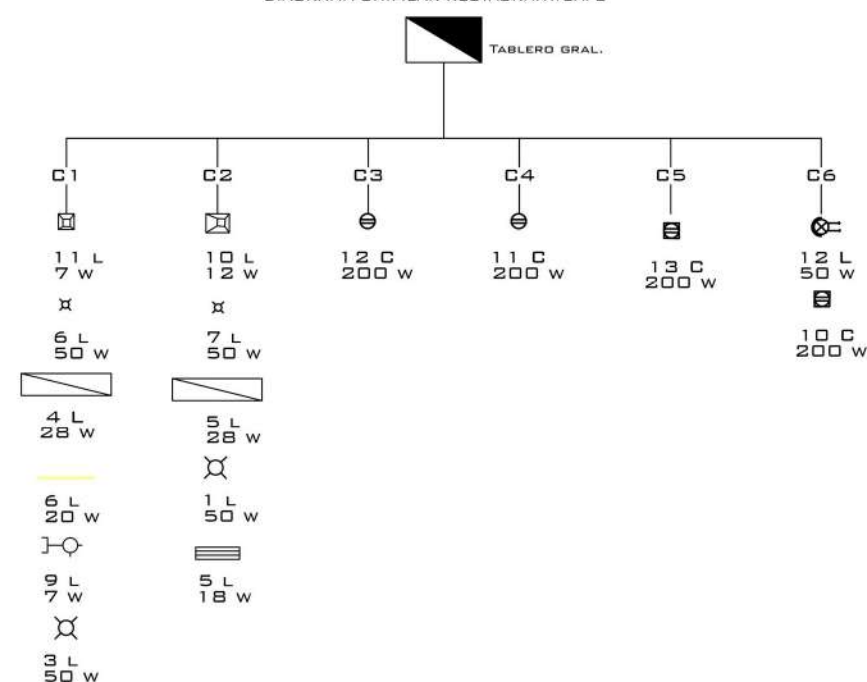 TABLERO GRAL.
C1
C2
C3
C4
C5
C6
11 L
7 W
10 L
12 W
12 C
200 W
11 C
200 W
13 C
200 W
12 L
50 W
6 L
50 W
7 L
50 W
10 C
200 W
4 L
28 W
5 L
28 W
6 L
20 W
1 L
50 W
9 L
7 W
5 L
18 W
3 L
50 W